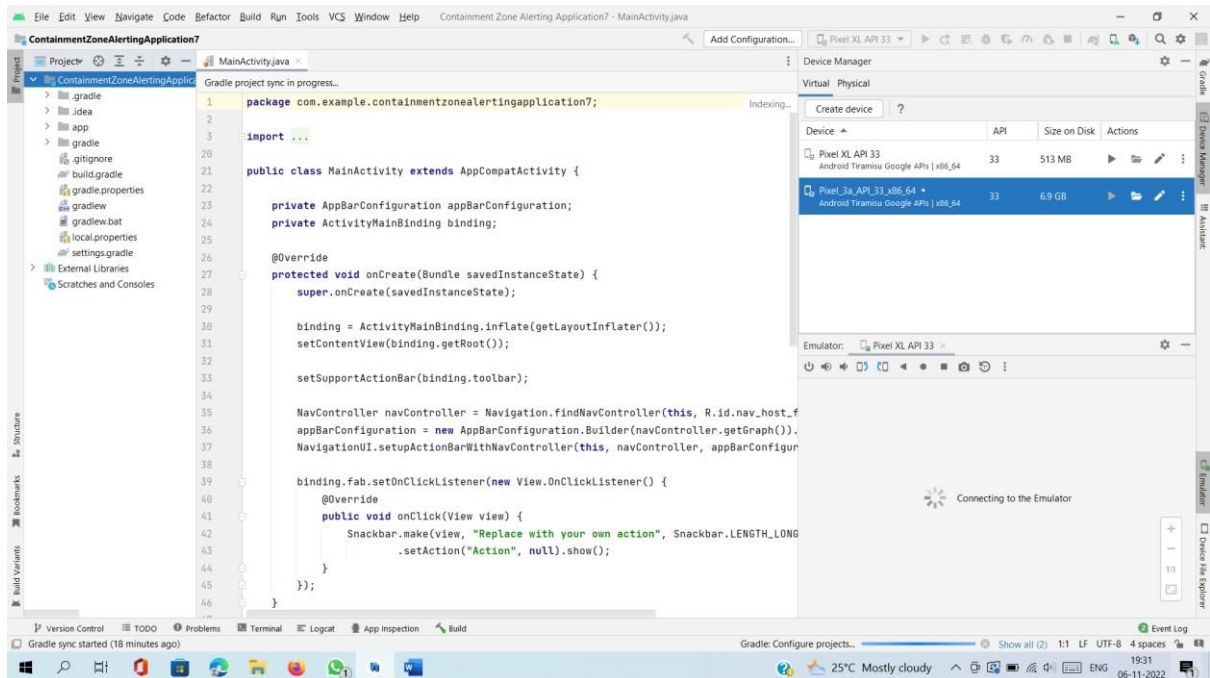 File Edit View Navigate Code Refactor Build Run Tools VCS Window Help Containment Zone Alerting Application7 - MainActivity.java
ContainmentZoneAlertingApplication7 Add Configuration... Pixel XL API 33
Project MainActivity.java Device Manager
ContainmentZoneAlertingApplica
.gradle
.idea
app
gradle
.gitignore
build.gradle
gradle.properties
gradlew
gradlew.bat
local.properties
settings.gradle
External Libraries
Scratches and Consoles
Gradle project sync in progress...
Indexing...
1 package com.example.containmentzonealertingapplication7;
2
3 import ...
20
21 public class MainActivity extends AppCompatActivity {
22
23 private AppBarConfiguration appBarConfiguration;
24 private ActivityMainBinding binding;
25
26 @Override
27 protected void onCreate(Bundle savedInstanceState) {
28 super.onCreate(savedInstanceState);
29
30 binding = ActivityMainBinding.inflate(getLayoutInflater());
31 setContentView(binding.getRoot());
32
33 setSupportActionBar(binding.toolbar);
34
35 NavController navController = Navigation.findNavController(this, R.id.nav_host_f
36 appBarConfiguration = new AppBarConfiguration.Builder(navController.getGraph()).
37 NavigationUI.setupActionBarWithNavController(this, navController, appBarConfigur
38
39 binding.fab.setOnClickListener(new View.OnClickListener() {
40 @Override
41 public void onClick(View view) {
42 Snackbar.make(view, "Replace with your own action", Snackbar.LENGTH_LONG
43 .setAction("Action", null).show();
44 }
45 });
46 }
Virtual Physical
Create device ?
Device API Size on Disk Actions
Pixel XL API 33 33 513 MB
Android Tiramisu Google APIs | x86_64
Pixel_3a_API_33_x86_64 33 6.9 GB
Android Tiramisu Google APIs | x86_64
Emulator: Pixel XL API 33
Connecting to the Emulator
1:1
Project
Structure
Bookmarks
Build Variants
Gradle
Device Manager
Assistant
Emulator
Device File Explorer
Version Control TODO Problems Terminal Logcat App Inspection Build Event Log
Gradle sync started (18 minutes ago) Gradle: Configure projects... Show all (2) 1:1 LF UTF-8 4 spaces
25°C Mostly cloudy ENG 19:31
06-11-2022